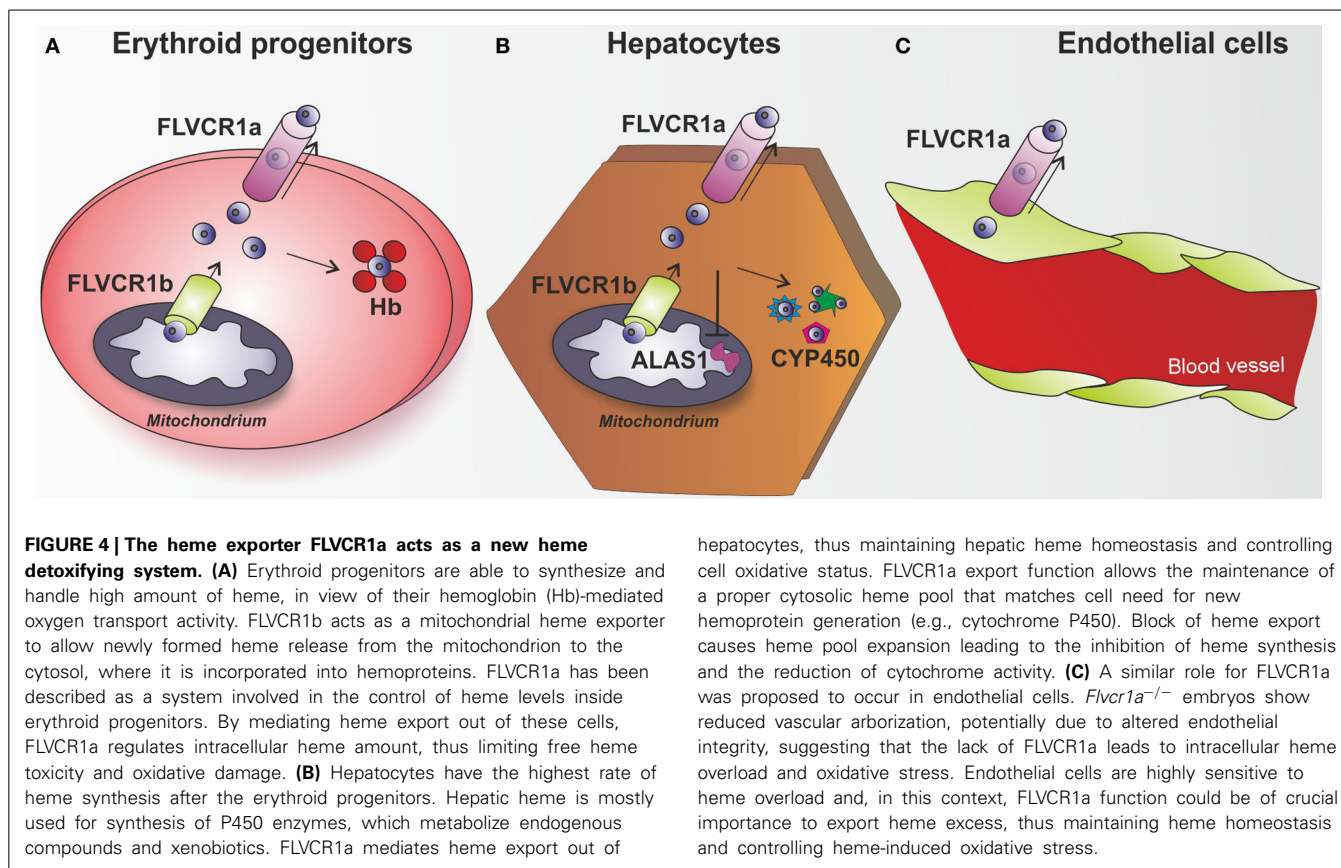 A Erythroid progenitors
FLVCR1a
FLVCR1b
Hb
Mitochondrium
B Hepatocytes
FLVCR1a
FLVCR1b
ALAS1
CYP450
Mitochondrium
C Endothelial cells
FLVCR1a
Blood vessel
FIGURE 4 | The heme exporter FLVCR1a acts as a new heme
detoxifying system. (A) Erythroid progenitors are able to synthesize and
handle high amount of heme, in view of their hemoglobin (Hb)-mediated
oxygen transport activity. FLVCR1b acts as a mitochondrial heme exporter
to allow newly formed heme release from the mitochondrion to the
cytosol, where it is incorporated into hemoproteins. FLVCR1a has been
described as a system involved in the control of heme levels inside
erythroid progenitors. By mediating heme export out of these cells,
FLVCR1a regulates intracellular heme amount, thus limiting free heme
toxicity and oxidative damage. (B) Hepatocytes have the highest rate of
heme synthesis after the erythroid progenitors. Hepatic heme is mostly
used for synthesis of P450 enzymes, which metabolize endogenous
compounds and xenobiotics. FLVCR1a mediates heme export out of
hepatocytes, thus maintaining hepatic heme homeostasis and controlling
cell oxidative status. FLVCR1a export function allows the maintenance of
a proper cytosolic heme pool that matches cell need for new
hemoprotein generation (e.g., cytochrome P450). Block of heme export
causes heme pool expansion leading to the inhibition of heme synthesis
and the reduction of cytochrome activity. (C) A similar role for FLVCR1a
was proposed to occur in endothelial cells. Flvcr1a−/− embryos show
reduced vascular arborization, potentially due to altered endothelial
integrity, suggesting that the lack of FLVCR1a leads to intracellular heme
overload and oxidative stress. Endothelial cells are highly sensitive to
heme overload and, in this context, FLVCR1a function could be of crucial
importance to export heme excess, thus maintaining heme homeostasis
and controlling heme-induced oxidative stress.